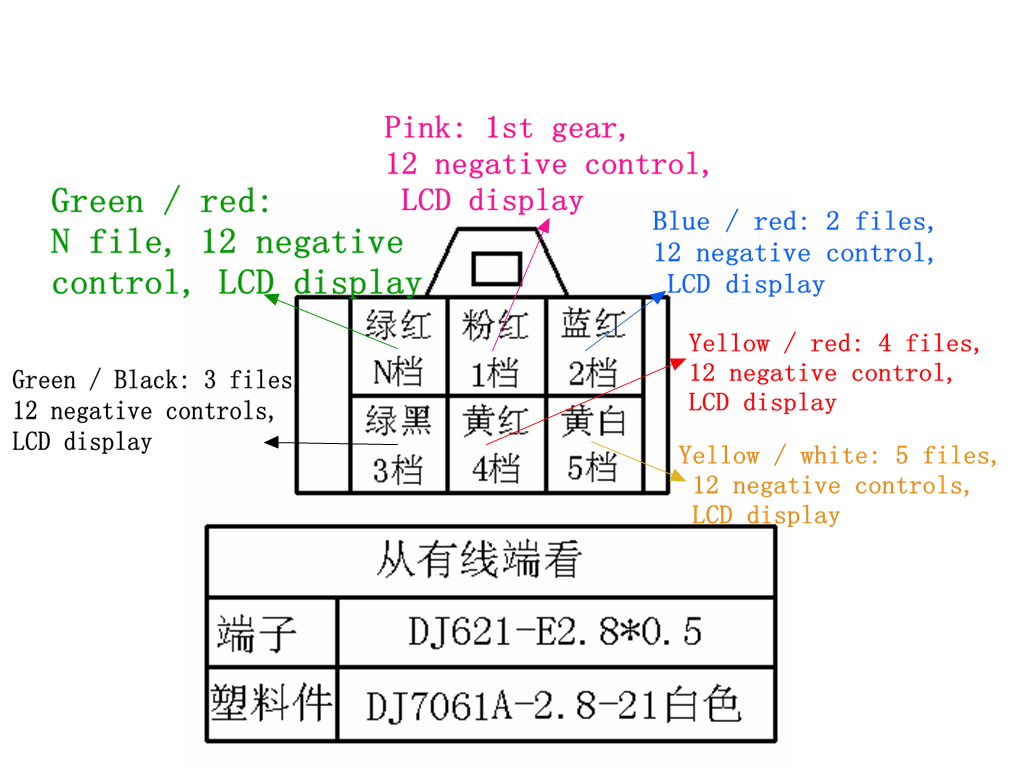 Pink: 1st gear,
12 negative control,
LCD display
Green / red:
N file, 12 negative
control, LCD display
Blue / red: 2 files,
12 negative control,
LCD display
绿红 粉红 蓝红
N档 1档 2档
Yellow / red: 4 files,
12 negative control,
LCD display
Green / Black: 3 files
12 negative controls,
LCD display
绿黑 黄红 黄白
3档 4档 5档
Yellow / white: 5 files,
12 negative controls,
LCD display
从有线端看
端子 DJ621-E2.8*0.5
塑料件 DJ7061A-2.8-21白色